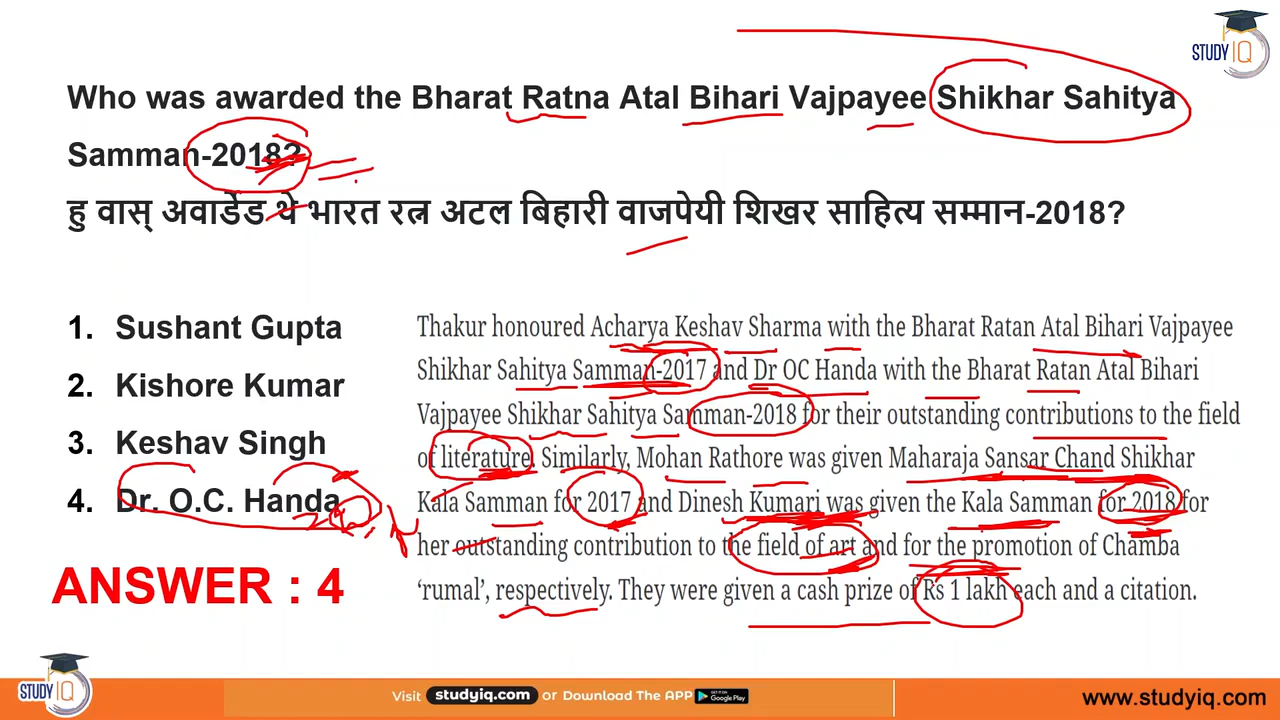 STUDY IQ
Who was awarded the Bharat Ratna Atal Bihari Vajpayee Shikhar Sahitya
Samman-2018?
हु वास् अवार्डेड थे भारत रत्न अटल बिहारी वाजपेयी शिखर साहित्य सम्मान-2018?
1. Sushant Gupta
2. Kishore Kumar
3. Keshav Singh
4. Dr. O.C. Handa
ANSWER : 4
Thakur honoured Acharya Keshav Sharma with the Bharat Ratan Atal Bihari Vajpayee
Shikhar Sahitya Samman-2017 and Dr OC Handa with the Bharat Ratan Atal Bihari
Vajpayee Shikhar Sahitya Samman-2018 for their outstanding contributions to the field
of literature. Similarly, Mohan Rathore was given Maharaja Sansar Chand Shikhar
Kala Samman for 2017 and Dinesh Kumari was given the Kala Samman for 2018 for
her outstanding contribution to the field of art and for the promotion of Chamba
‘rumal’, respectively. They were given a cash prize of Rs 1 lakh each and a citation.
STUDY IQ
Visit studyiq.com or Download The APP GET IT ON Google Play
www.studyiq.com